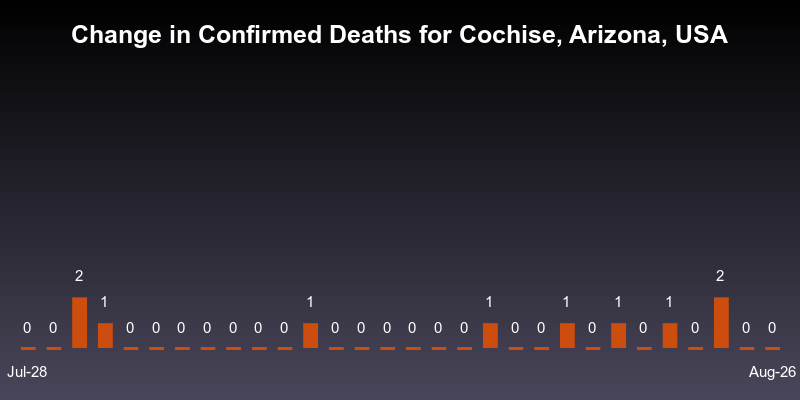 Change in Confirmed Deaths for Cochise, Arizona, USA
0 0 2 1 0 0 0 0 0 0 0 1 0 0 0 0 0 0 1 0 0 1 0 1 0 1 0 2 0 0
Jul-28 Aug-26